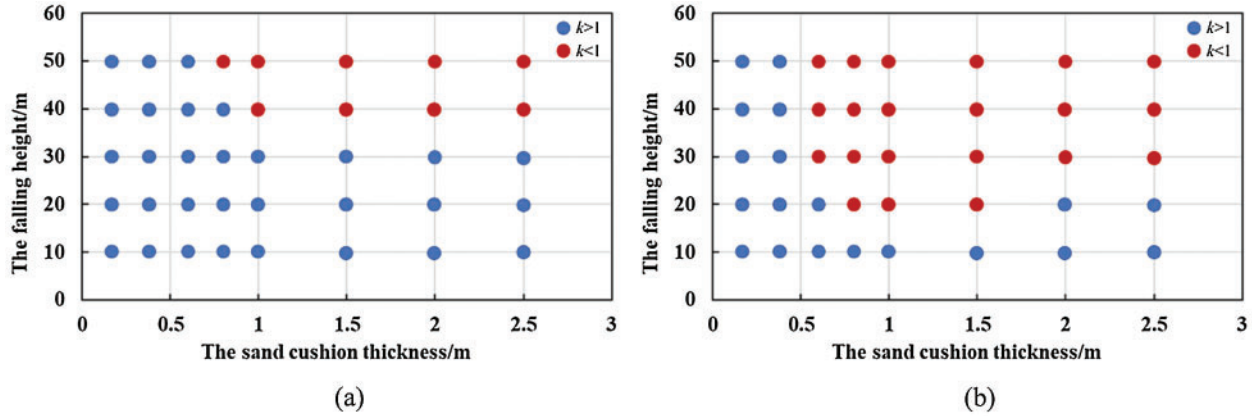 60
50
40
30
20
10
0
The falling height/m
0 0.5 1 1.5 2 2.5 3
The sand cushion thickness/m
k>1
k<1
(a)
60
50
40
30
20
10
0
The falling height/m
0 0.5 1 1.5 2 2.5 3
The sand cushion thickness/m
k>1
k<1
(b)